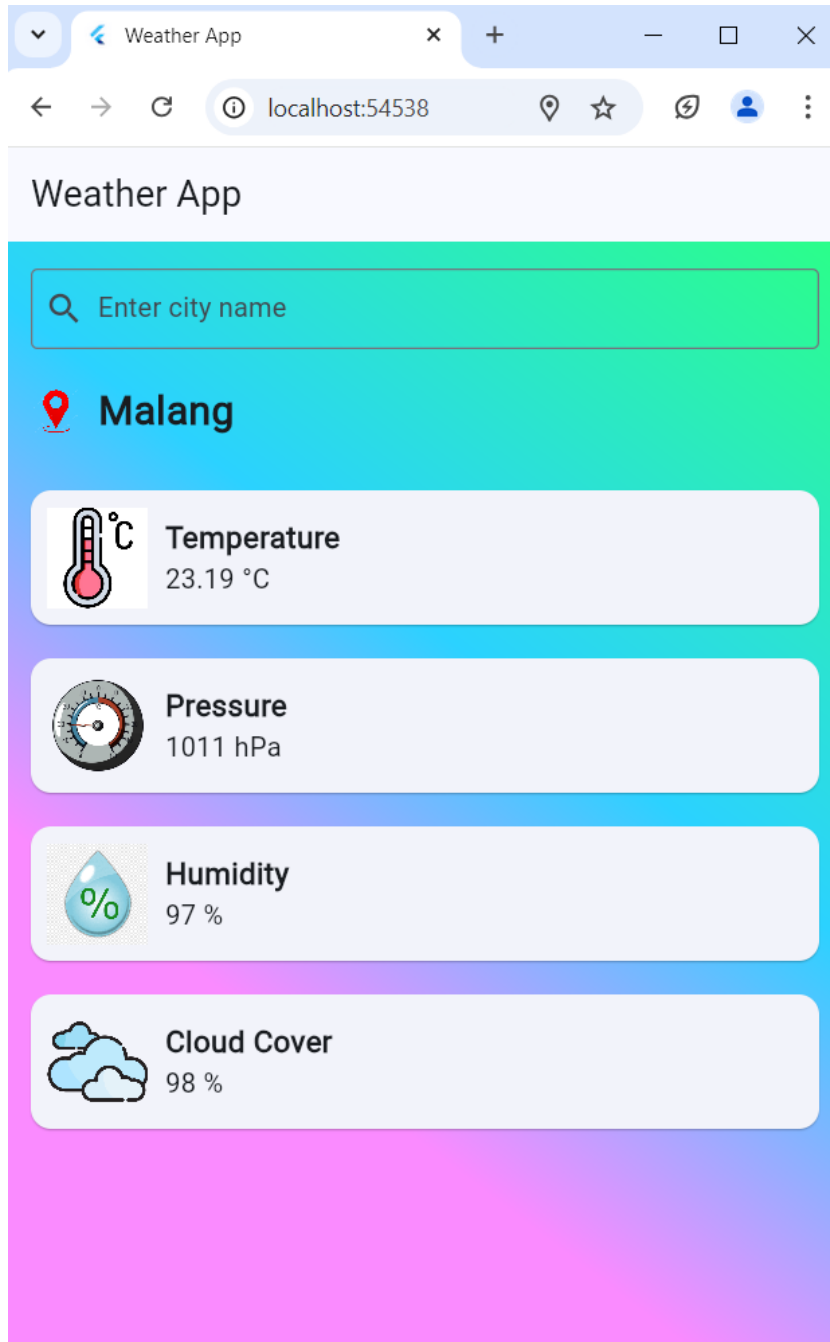 Weather App
localhost:54538
Weather App
Enter city name
Malang
°C
Temperature
23.19 °C
Pressure
1011 hPa
%
Humidity
97 %
Cloud Cover
98 %